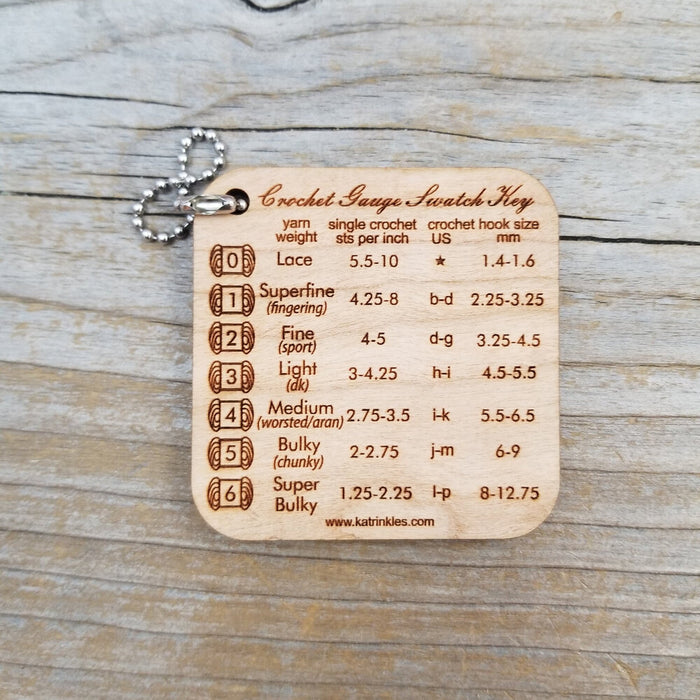 Crochet Gauge Swatch Key
yarn weight single crochet sts per inch crochet hook size US mm
0 Lace 5.5-10 ★ 1.4-1.6
1 Superfine (fingering) 4.25-8 b-d 2.25-3.25
2 Fine (sport) 4-5 d-g 3.25-4.5
3 Light (dk) 3-4.25 h-i 4.5-5.5
4 Medium (worsted/aran) 2.75-3.5 i-k 5.5-6.5
5 Bulky (chunky) 2-2.75 j-m 6-9
6 Super Bulky 1.25-2.25 l-p 8-12.75
www.katrinkles.com